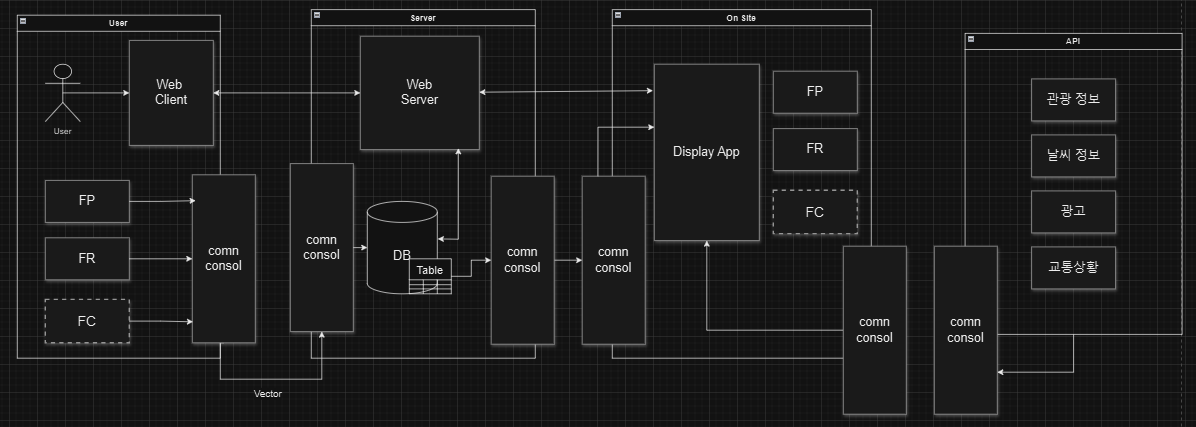 User
Web
Client
User
FP
FR
FC
comn
consol
Vector
Server
Web
Server
comn
consol
DB
Table
comn
consol
On Site
comn
consol
Display App
FP
FR
FC
comn
consol
API
관광 정보
날씨 정보
광고
교통상황
comn
consol